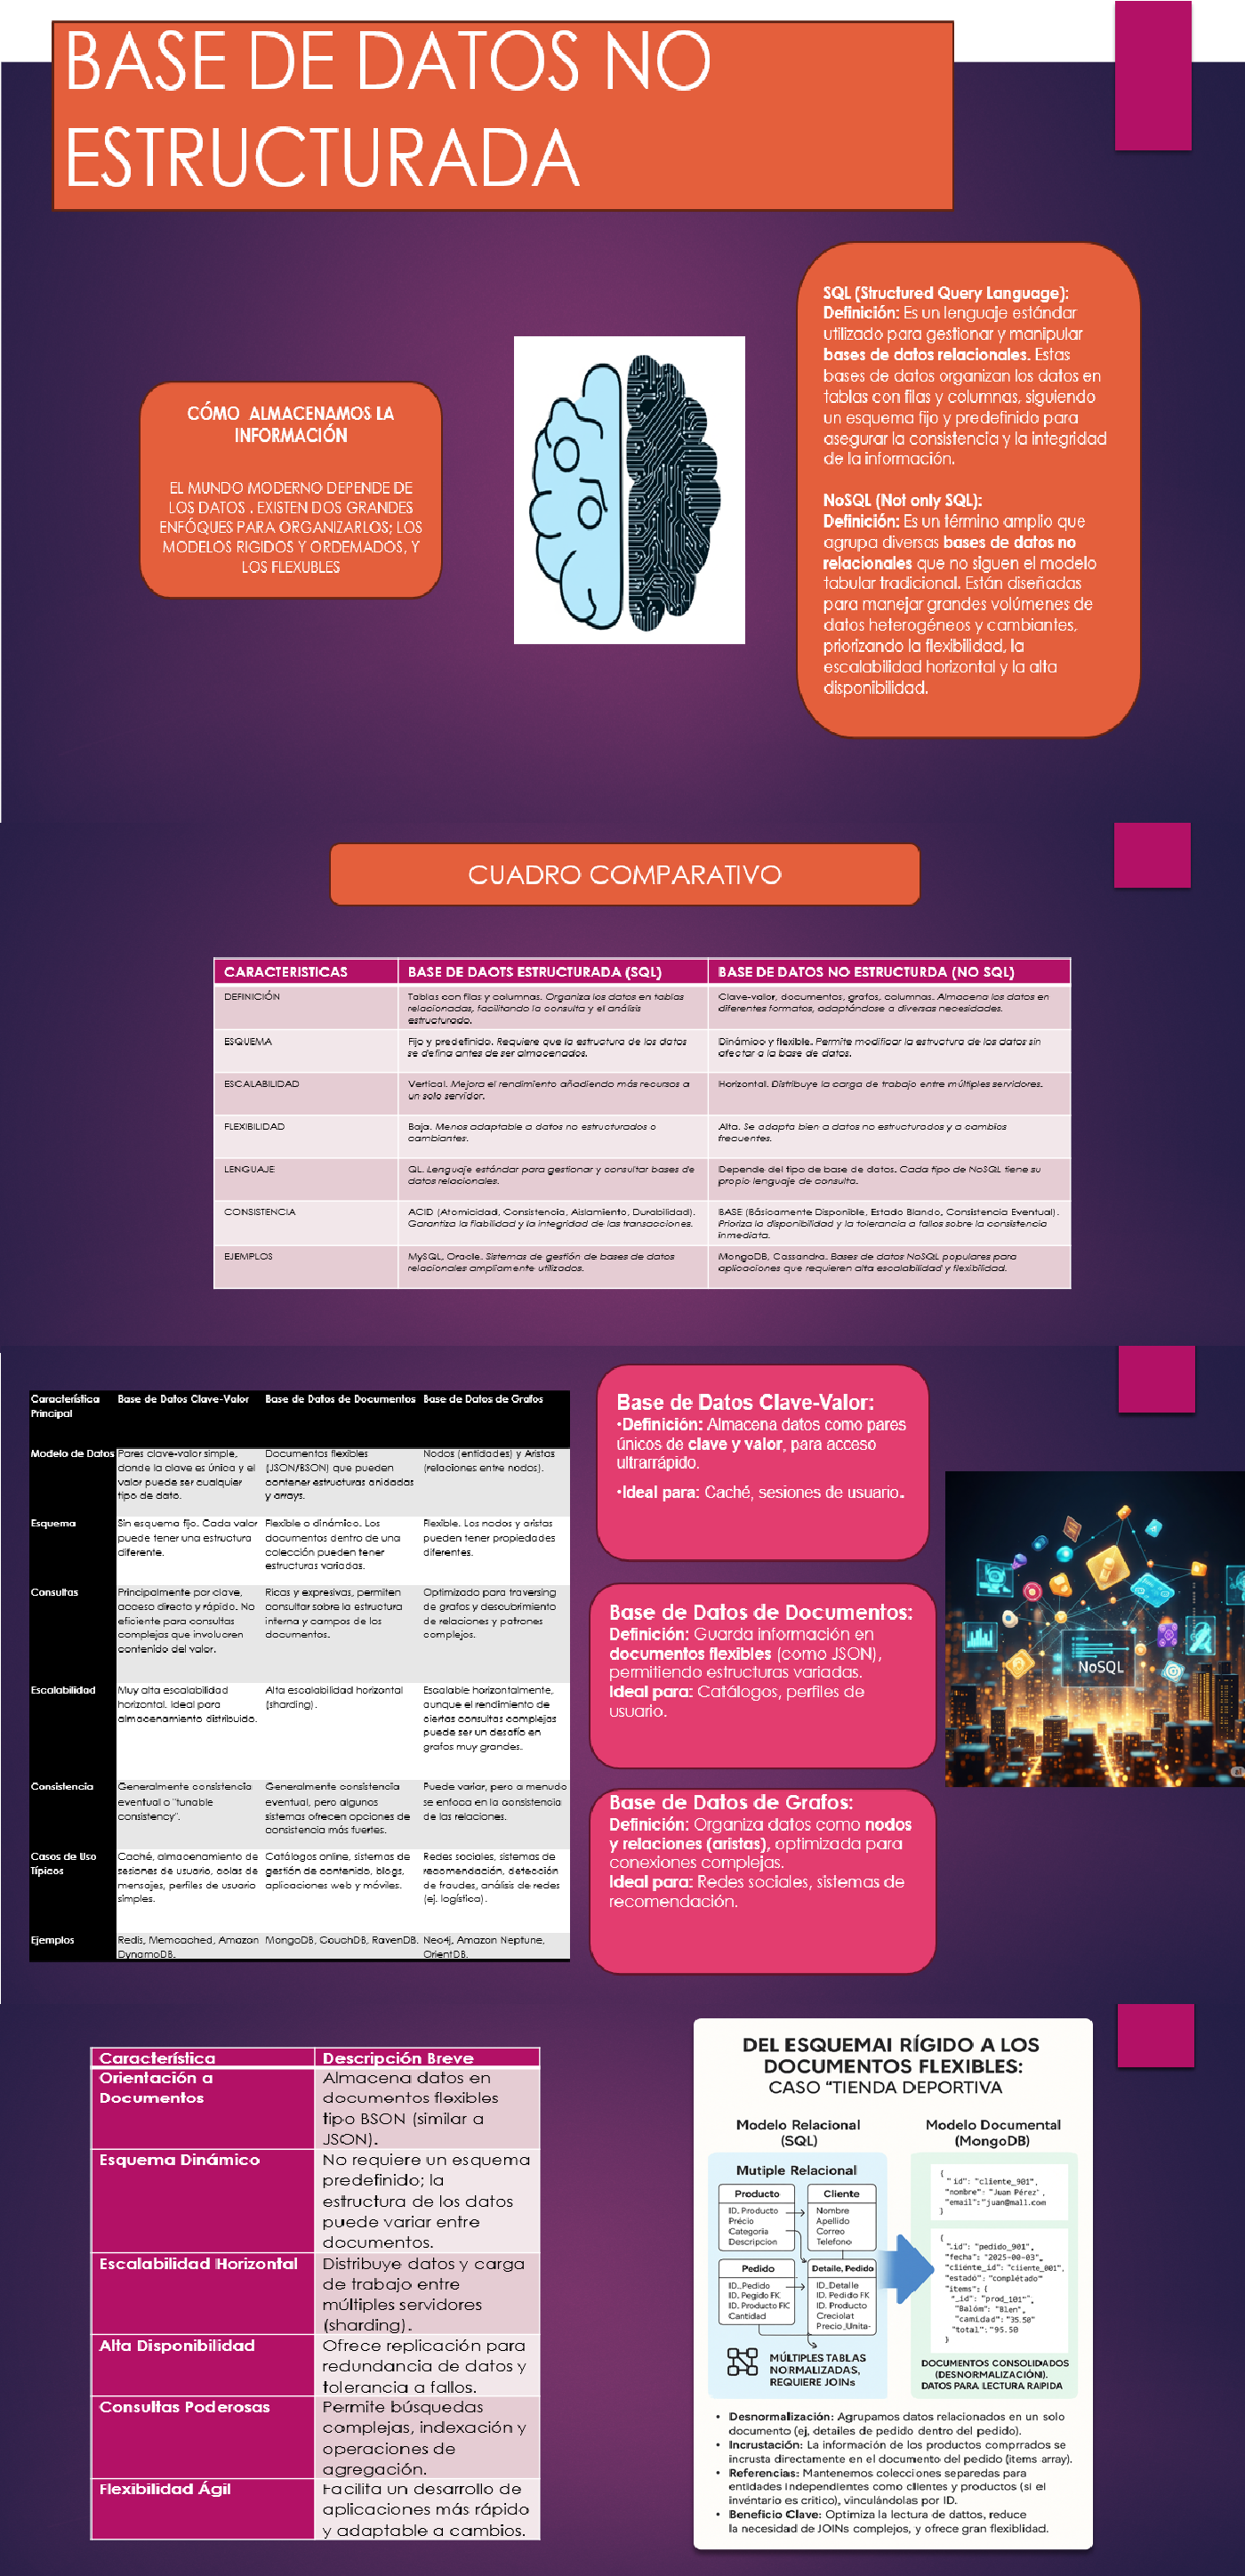 BASE DE DATOS NO
ESTRUCTURADA
CÓMO ALMACENAMOS LA
INFORMACIÓN
EL MUNDO MODERNO DEPENDE DE
LOS DATOS . EXISTEN DOS GRANDES
ENFÓQUES PARA ORGANIZARLOS; LOS
MODELOS RIGIDOS Y ORDEMADOS, Y
LOS FLEXUBLES
SQL (Structured Query Language):
Definición: Es un lenguaje estándar
utilizado para gestionar y manipular
bases de datos relacionales. Estas
bases de datos organizan los datos en
tablas con filas y columnas, siguiendo
un esquema fijo y predefinido para
asegurar la consistencia y la integridad
de la información.
NoSQL (Not only SQL):
Definición: Es un término amplio que
agrupa diversas bases de datos no
relacionales que no siguen el modelo
tabular tradicional. Están diseñadas
para manejar grandes volúmenes de
datos heterogéneos y cambiantes,
priorizando la flexibilidad, la
escalabilidad horizontal y la alta
disponibilidad.
CUADRO COMPARATIVO
CARACTERISTICAS BASE DE DAOTS ESTRUCTURADA (SQL) BASE DE DATOS NO ESTRUCTURDA (NO SQL)
DEFINICIÓN
Tablas con filas y columnas. Organiza los datos en tablas
relacionadas, facilitando la consulta y el análisis
estructurado.
Clave-valor, documentos, grafos, columnas. Almacena los datos en
diferentes formatos, adaptándose a diversas necesidades.
ESQUEMA
Fijo y predefinido. Requiere que la estructura de los datos
se defina antes de ser almacenados.
Dinámico y flexible. Permite modificar la estructura de los datos sin
afectar a la base de datos.
ESCALABILIDAD
Vertical. Mejora el rendimiento añadiendo más recursos a
un solo servidor.
Horizontal. Distribuye la carga de trabajo entre múltiples servidores.
FLEXIBILIDAD
Baja. Menos adaptable a datos no estructurados o
cambiantes.
Alta. Se adapta bien a datos no estructurados y a cambios
frecuentes.
LENGUAJE
QL. Lenguaje estándar para gestionar y consultar bases de
datos relacionales.
Depende del tipo de base de datos. Cada tipo de NoSQL tiene su
propio lenguaje de consulta.
CONSISTENCIA
ACID (Atomicidad, Consistencia, Aislamiento, Durabilidad).
Garantiza la fiabilidad y la integridad de las transacciones.
BASE (Básicamente Disponible, Estado Blando, Consistencia Eventual).
Prioriza la disponibilidad y la tolerancia a fallos sobre la consistencia
inmediata.
EJEMPLOS
MySQL, Oracle. Sistemas de gestión de bases de datos
relacionales ampliamente utilizados.
MongoDB, Cassandra. Bases de datos NoSQL populares para
aplicaciones que requieren alta escalabilidad y flexibilidad.
Característica
Principal
Base de Datos Clave-Valor
Base de Datos de Documentos
Base de Datos de Grafos
Modelo de Datos
Pares clave-valor simple,
donde la clave es única y el
valor puede ser cualquier
tipo de dato.
Documentos flexibles
(JSON/BSON) que pueden
contener estructuras anidadas
y arrays.
Nodos (entidades) y Aristas
(relaciones entre nodos).
Esquema
Sin esquema fijo. Cada valor
puede tener una estructura
diferente.
Flexible o dinámico. Los
documentos dentro de una
colección pueden tener
estructuras variadas.
Flexible. Los nodos y aristas
pueden tener propiedades
diferentes.
Consultas
Principalmente por clave,
acceso directo y rápido. No
eficiente para consultas
complejas que involucren
contenido del valor.
Ricas y expresivas, permiten
consultar sobre la estructura
interna y campos de los
documentos.
Optimizado para traversing
de grafos y descubrimiento
de relaciones y patrones
complejos.
Escalabilidad
Muy alta escalabilidad
horizontal. Ideal para
almacenamiento distribuido.
Alta escalabilidad horizontal
(sharding).
Escalable horizontalmente,
aunque el rendimiento de
ciertas consultas complejas
puede ser un desafío en
grafos muy grandes.
Consistencia
Generalmente consistencia
eventual o "tunable
consistency".
Generalmente consistencia
eventual, pero algunos
sistemas ofrecen opciones de
consistencia más fuertes.
Puede variar, pero a menudo
se enfoca en la consistencia
de las relaciones.
Casos de Uso
Típicos
Caché, almacenamiento de
sesiones de usuario, colas de
mensajes, perfiles de usuario
simples.
Catálogos online, sistemas de
gestión de contenido, blogs,
aplicaciones web y móviles.
Redes sociales, sistemas de
recomendación, detección
de fraudes, análisis de redes
(ej. logística).
Ejemplos
Redis, Memcached, Amazon
DynamoDB.
MongoDB, CouchDB, RavenDB.
Neo4j, Amazon Neptune,
OrientDB.
Base de Datos Clave-Valor:
•Definición: Almacena datos como pares
únicos de clave y valor, para acceso
ultrarrápido.
•Ideal para: Caché, sesiones de usuario.
Base de Datos de Documentos:
Definición: Guarda información en
documentos flexibles (como JSON),
permitiendo estructuras variadas.
Ideal para: Catálogos, perfiles de
usuario.
Base de Datos de Grafos:
Definición: Organiza datos como nodos
y relaciones (aristas), optimizada para
conexiones complejas.
Ideal para: Redes sociales, sistemas de
recomendación.
NoSQL
Característica Descripción Breve
Orientación a
Documentos
Almacena datos en
documentos flexibles
tipo BSON (similar a
JSON).
Esquema Dinámico
No requiere un esquema
predefinido; la
estructura de los datos
puede variar entre
documentos.
Escalabilidad Horizontal
Distribuye datos y carga
de trabajo entre
múltiples servidores
(sharding).
Alta Disponibilidad
Ofrece replicación para
redundancia de datos y
tolerancia a fallos.
Consultas Poderosas
Permite búsquedas
complejas, indexación y
operaciones de
agregación.
Flexibilidad Ágil
Facilita un desarrollo de
aplicaciones más rápido
y adaptable a cambios.
DEL ESQUEMAI RÍGIDO A LOS
DOCUMENTOS FLEXIBLES:
CASO "TIENDA DEPORTIVA
Modelo Relacional
(SQL)
Mutiple Relacional
Producto
ID. Producto
Précio
Categoria
Descripcion
Cliente
Nombre
Apellido
Correo
Telefono
Pedido
ID. Pedido
ID. Pegido FK
ID. Producto FIC
Cantidad
Detaile, Pedido
ID_Detalle
ID. Pedido FK
ID. Producto
Creciolat
Precio_Unita-
MÚLTIPLES TABLAS
NORMALIZADAS,
REQUIERE JOINs
Modelo Documental
(MongoDB)
{
"id": "cliente_901",
"nombre": "Juan Pérez",
"email":"juan@mall.com
}
{
".id": "pedido_901",
"fecha": "2025-00-03",
"cliente_id": "cliente_001",
"estadó": "complétado"
"items": {
"_id": "prod_101",
"Balóm": "Blen",
"camidad": "35.50"
"total":"95.50
}
DOCUMENTOS CONSOLIDADOS
(DESNORMALIZACIÓN).
DATOS PARA LECTURA RAPIDA
• Desnormalización: Agrupamos datos relacionados en un solo
documento (ej, detailes de pedido dentro del pedido).
• Incrustación: La información de los productos comprrados se
incrusta directamente en el documento del pedido (items array).
• Referencias: Mantenemos colecciones separadas para
entidades Independlentes como clientes y productos (si el
invéntario es critico), vinculándolas por ID.
• Beneficio Clave: Optimiza la lectura de dattos, reduce
la necesidad de JOINs complejos, y ofrece gran flexiblidad.